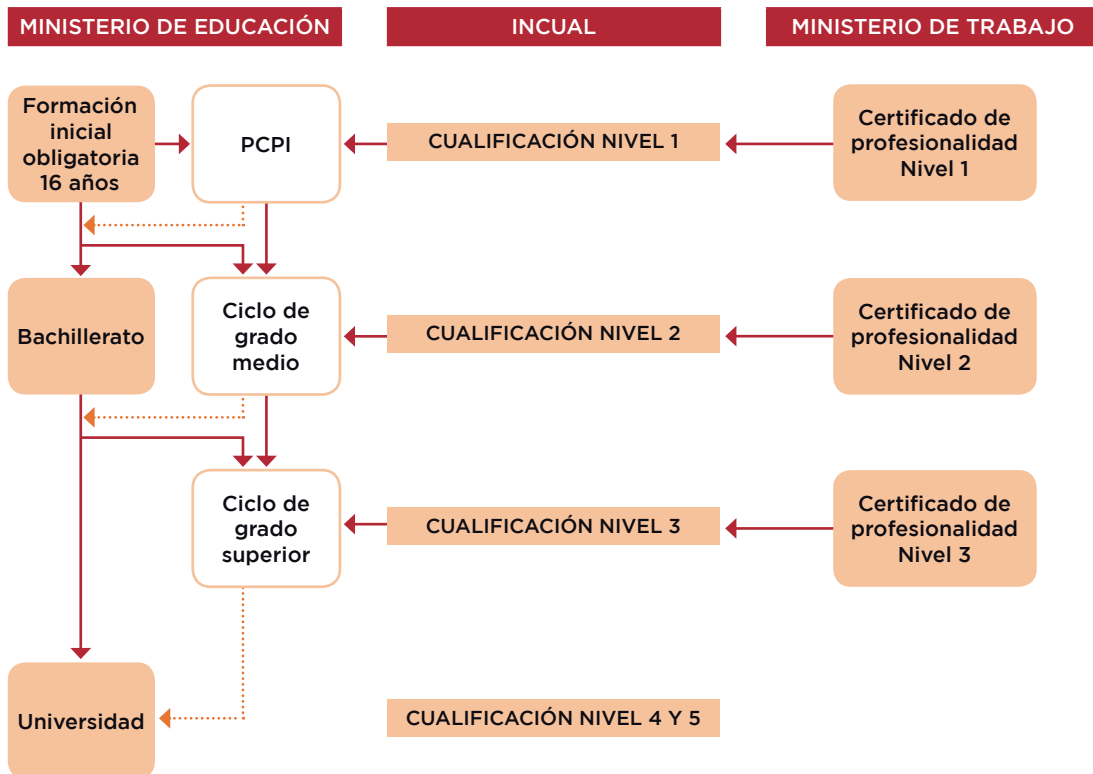 MINISTERIO DE EDUCACIÓN
INCUAL
MINISTERIO DE TRABAJO
Formación
inicial
obligatoria
16 años
PCPI
CUALIFICACIÓN NIVEL 1
Certificado de
profesionalidad
Nivel 1
Bachillerato
Ciclo de
grado
medio
CUALIFICACIÓN NIVEL 2
Certificado de
profesionalidad
Nivel 2
Ciclo de
grado
superior
CUALIFICACIÓN NIVEL 3
Certificado de
profesionalidad
Nivel 3
Universidad
CUALIFICACIÓN NIVEL 4 Y 5